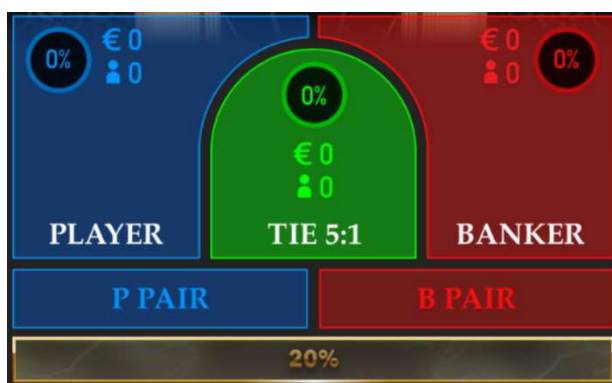 0% € 0
0
0%
€ 0
0
€ 0 0%
0
PLAYER
TIE 5:1
BANKER
P PAIR
B PAIR
20%